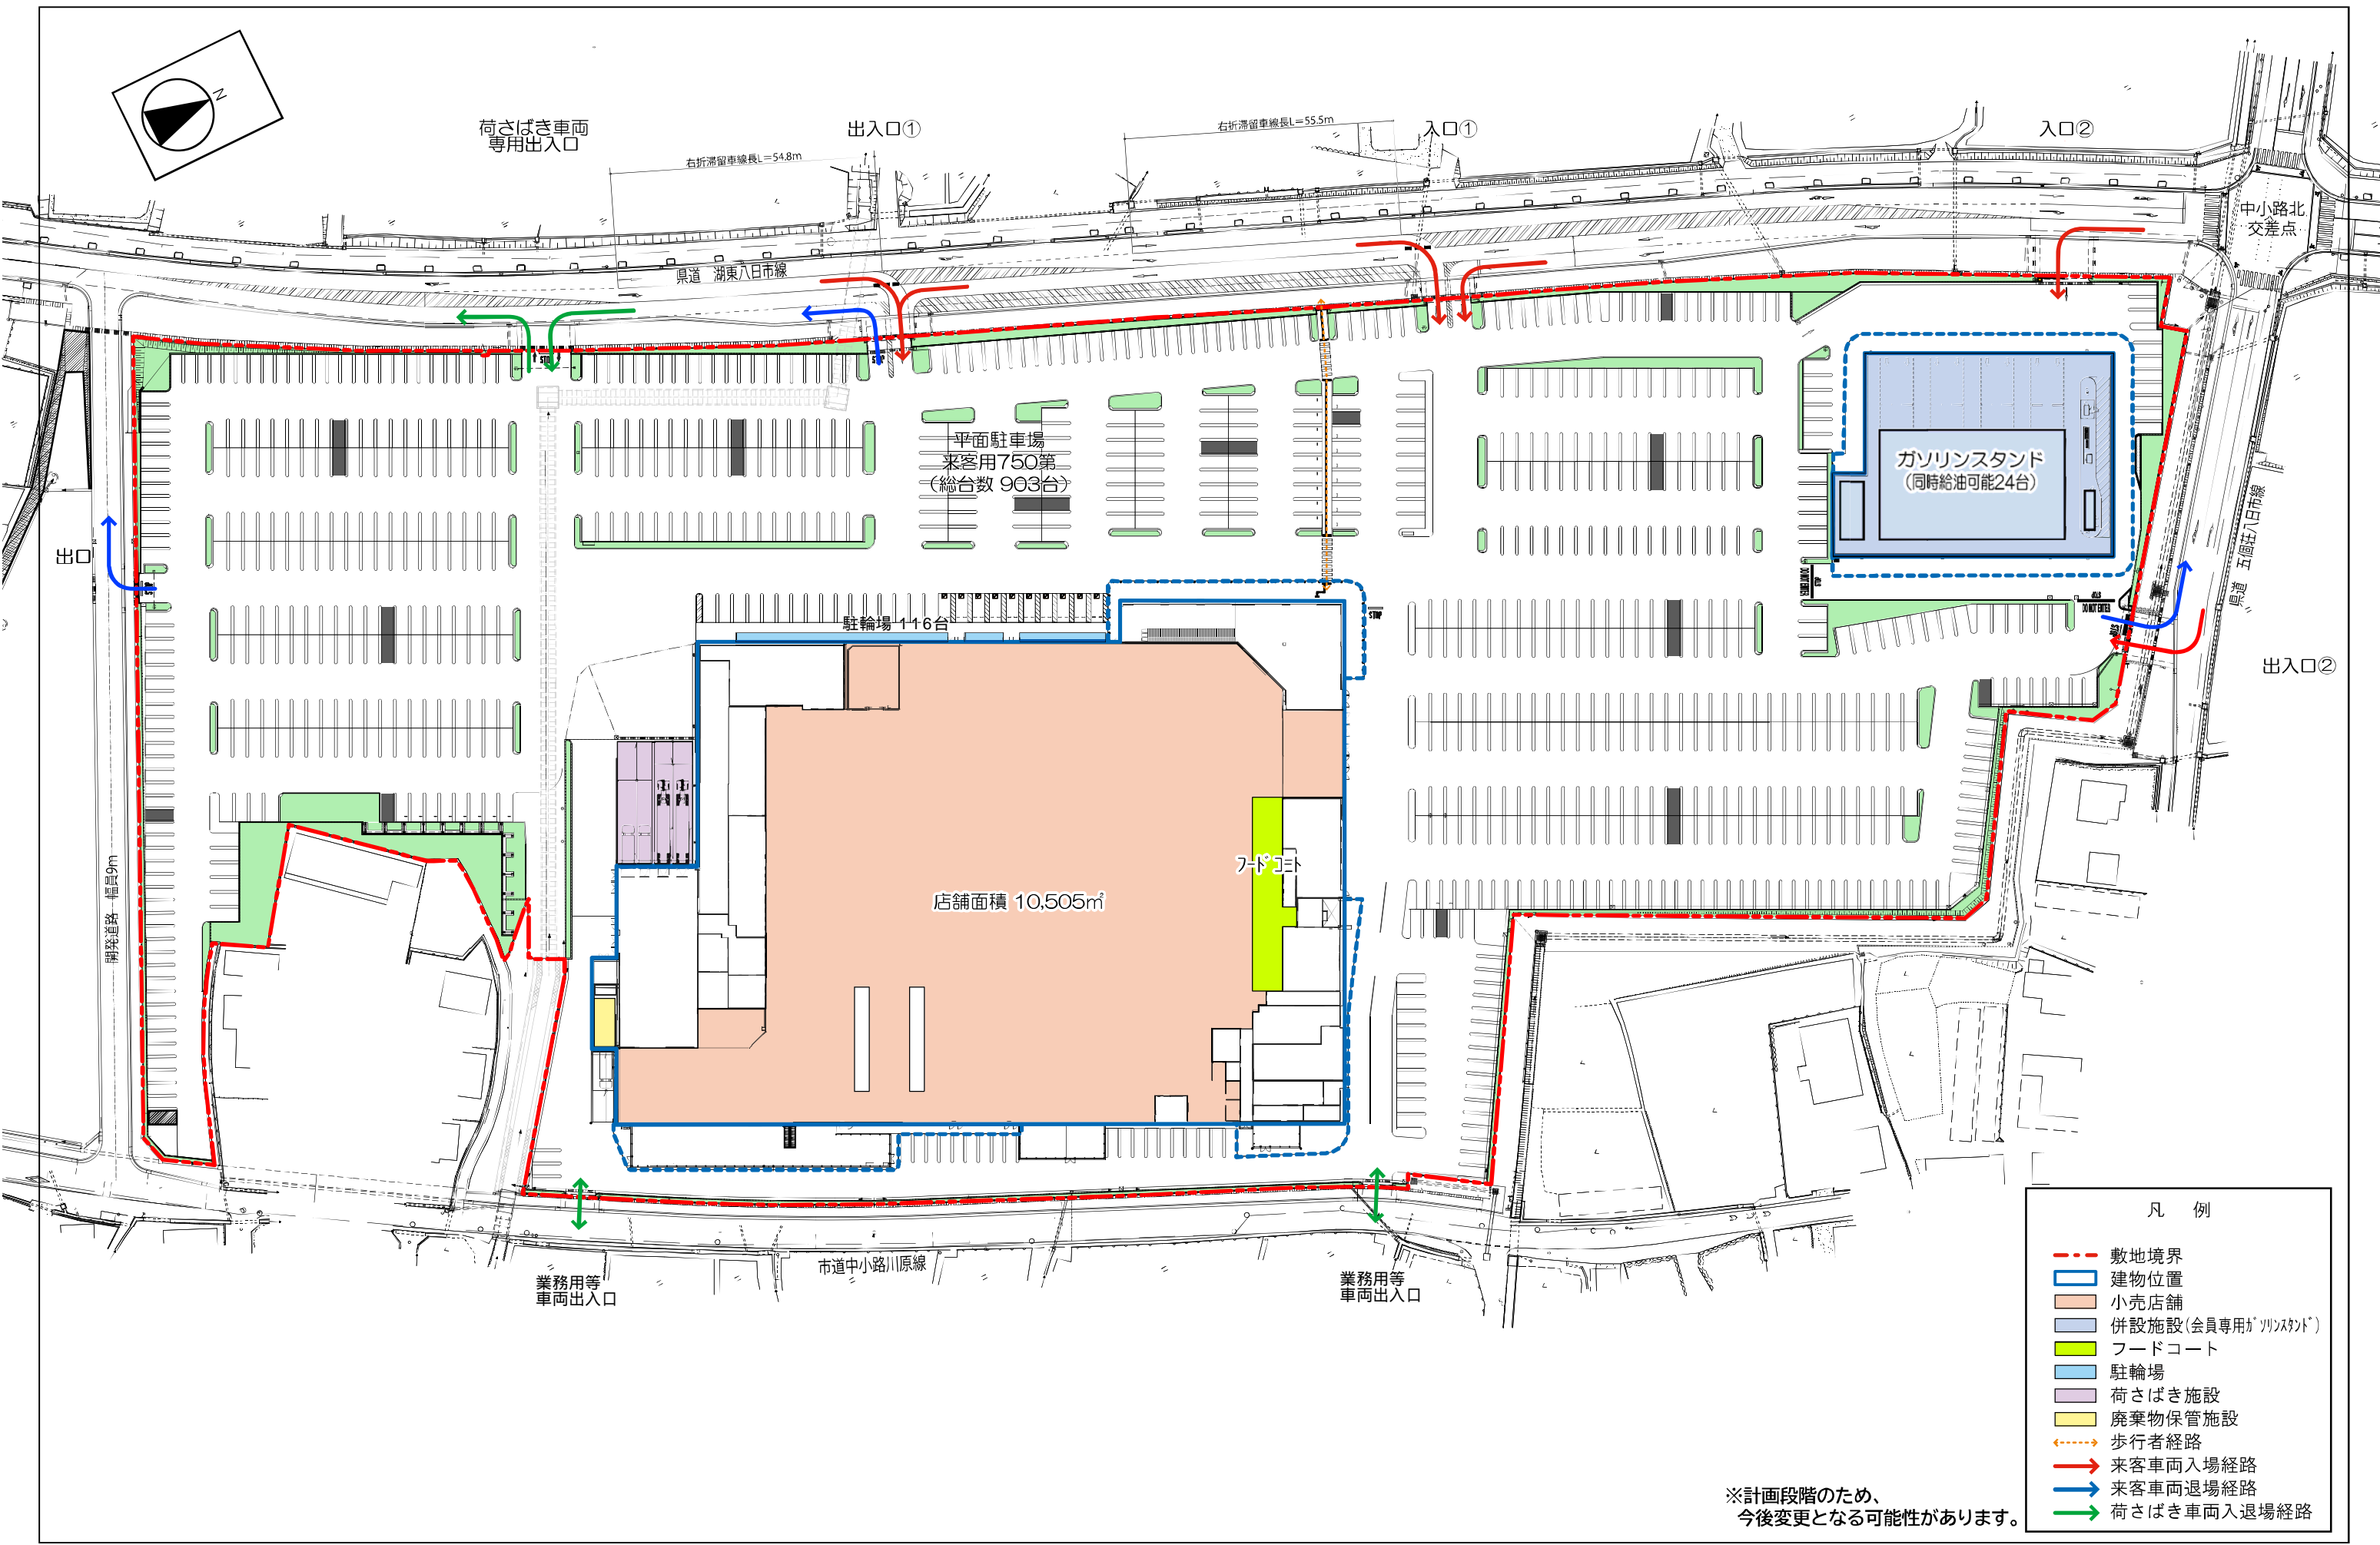 N
荷さばき車両
専用出入口
出入口①
入口①
入口②
右折滞留車線長L=54.8m
右折滞留車線長L=55.5m
中小路北
交差点
県道 湖東八日市線
STOP
STOP
平面駐車場
来客用750第
(総台数 903台)
ガソリンスタンド
(同時給油可能24台)
県道 五個荘八日市線
出口
STOP
DO NOT ENTER
STOP
DO NOT ENTER
STOP
STOP
駐輪場 116台
出入口②
フードコート
店舗面積 10,505㎡
開発道路 幅員9m
市道中小路川原線
業務用等
車両出入口
業務用等
車両出入口
凡 例
敷地境界
建物位置
小売店舗
併設施設(会員専用ガソリンスタンド)
フードコート
駐輪場
荷さばき施設
廃棄物保管施設
歩行者経路
来客車両入場経路
来客車両退場経路
荷さばき車両入退場経路
※計画段階のため、
今後変更となる可能性があります。